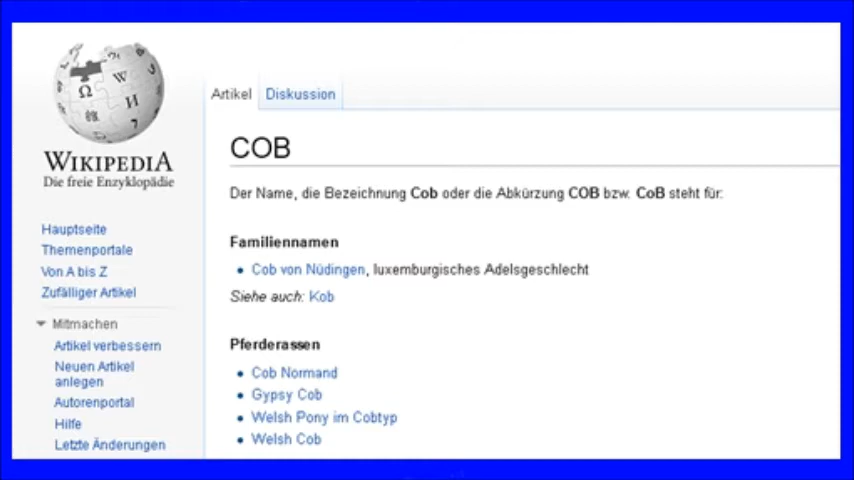 WIKIPEDIA
Die freie Enzyklopädie
Hauptseite
Themenportale
Von A bis Z
Zufälliger Artikel
Mitmachen
Artikel verbessern
Neuen Artikel
anlegen
Autorenportal
Hilfe
Letzte Änderungen
Artikel
Diskussion
COB
Der Name, die Bezeichnung Cob oder die Abkürzung COB bzw. CoB steht für:
Familiennamen
• Cob von Nüdingen, luxemburgisches Adelsgeschlecht
Siehe auch: Kob
Pferderassen
• Cob Normand
• Gypsy Cob
• Welsh Pony im Cobtyp
• Welsh Cob